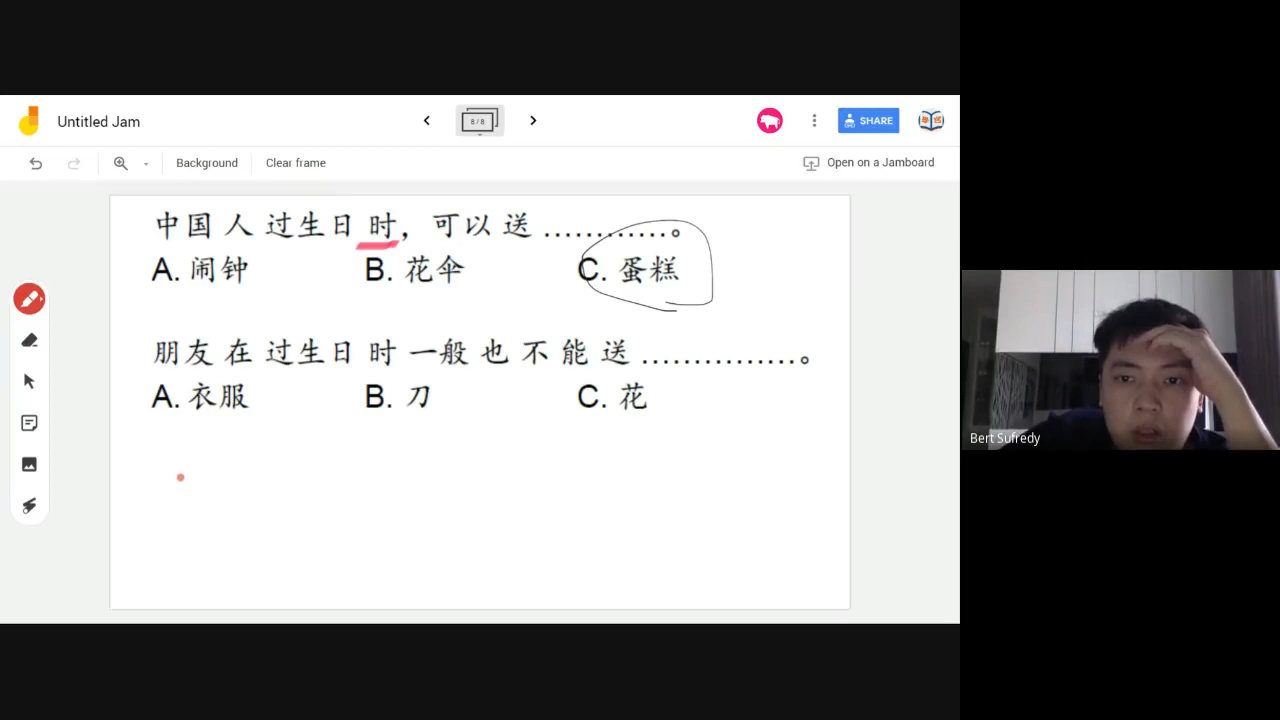 Untitled Jam
8 / 8
SHARE
Background
Clear frame
Open on a Jamboard
中国人过生日时，可以送…………。
A. 闹钟 B. 花伞 C. 蛋糕
朋友在过生日时一般也不能送……………。
A. 衣服 B. 刀 C. 花
Bert Sufredy